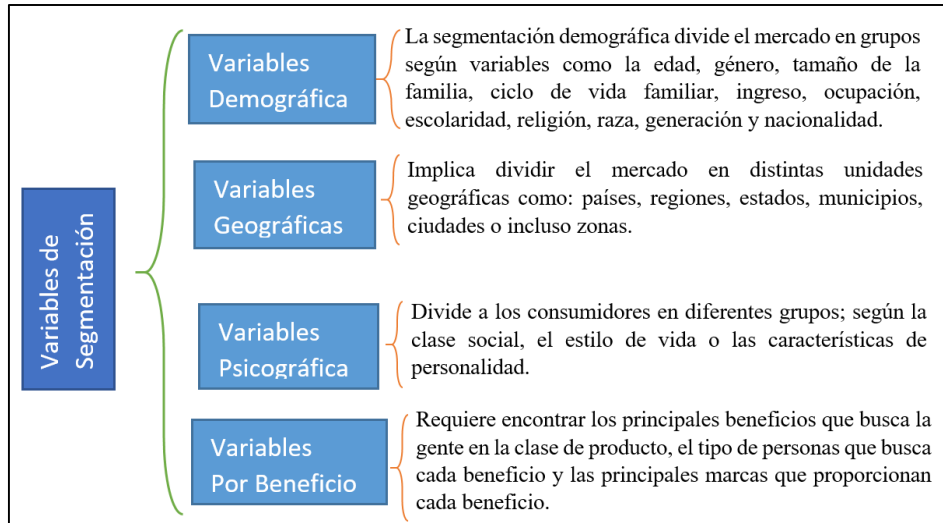 Variables de
Segmentación
Variables
Demográfica
La segmentación demográfica divide el mercado en grupos
según variables como la edad, género, tamaño de la
familia, ciclo de vida familiar, ingreso, ocupación,
escolaridad, religión, raza, generación y nacionalidad.
Variables
Geográficas
Implica dividir el mercado en distintas unidades
geográficas como: países, regiones, estados, municipios,
ciudades o incluso zonas.
Variables
Psicográfica
Divide a los consumidores en diferentes grupos; según la
clase social, el estilo de vida o las características de
personalidad.
Variables
Por Beneficio
Requiere encontrar los principales beneficios que busca la
gente en la clase de producto, el tipo de personas que busca
cada beneficio y las principales marcas que proporcionan
cada beneficio.